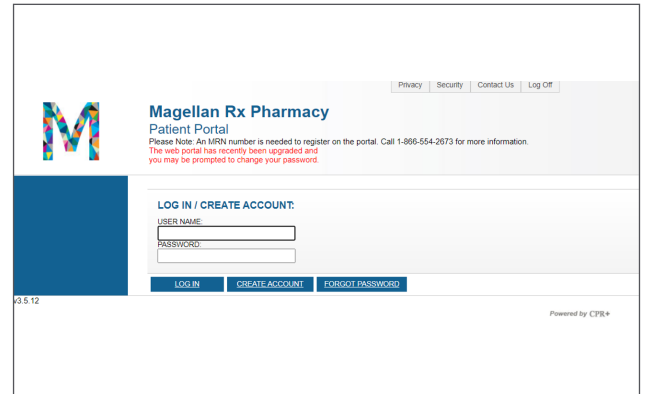 Privacy Security Contact Us Log Off
Magellan Rx Pharmacy
Patient Portal
Please Note: An MRN number is needed to register on the portal. Call 1-866-554-2673 for more information.
The web portal has recently been upgraded and
you may be prompted to change your password.
LOG IN / CREATE ACCOUNT:
USER NAME:
PASSWORD:
LOG IN CREATE ACCOUNT FORGOT PASSWORD
v3.5.12
Powered by CPR+